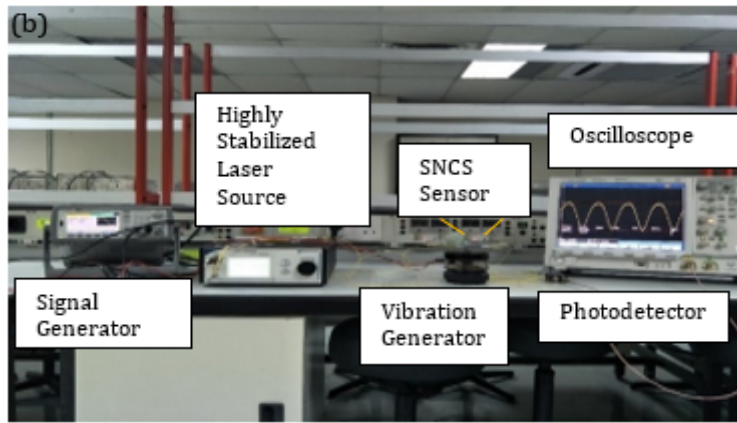 (b)
Highly
Stabilized
Laser
Source
SNCS
Sensor
Oscilloscope
Signal
Generator
Vibration
Generator
Photodetector